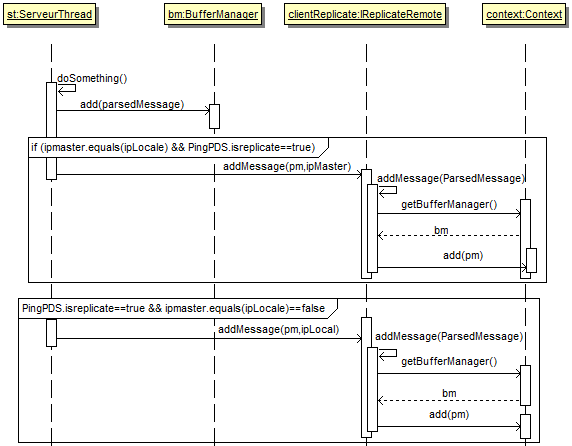 st:ServeurThread
bm:BufferManager
clientReplicate:IReplicateRemote
context:Context
doSomething()
add(parsedMessage)
if (ipmaster.equals(ipLocale) && PingPDS.isreplicate==true)
addMessage(pm,ipMaster)
addMessage(ParsedMessage)
getBufferManager()
bm
add(pm)
PingPDS.isreplicate==true && ipmaster.equals(ipLocale)==false
addMessage(pm,ipLocal)
addMessage(ParsedMessage)
getBufferManager()
bm
add(pm)